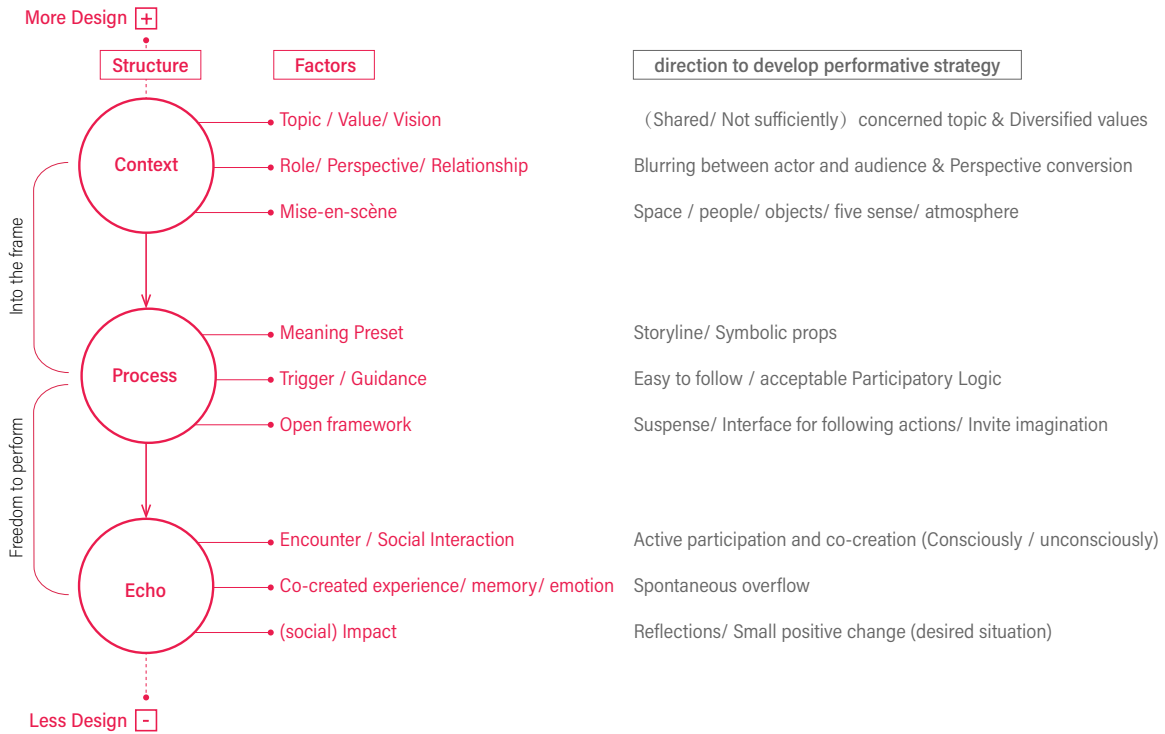 More Design +
Structure
Factors
direction to develop performative strategy
Context
Topic / Value/ Vision
（Shared/ Not sufficiently）concerned topic & Diversified values
Role/ Perspective/ Relationship
Blurring between actor and audience & Perspective conversion
Mise-en-scène
Space / people/ objects/ five sense/ atmosphere
Into the frame
Process
Meaning Preset
Storyline/ Symbolic props
Trigger / Guidance
Easy to follow / acceptable Participatory Logic
Open framework
Suspense/ Interface for following actions/ Invite imagination
Freedom to perform
Echo
Encounter / Social Interaction
Active participation and co-creation (Consciously / unconsciously)
Co-created experience/ memory/ emotion
Spontaneous overflow
(social) Impact
Reflections/ Small positive change (desired situation)
Less Design -